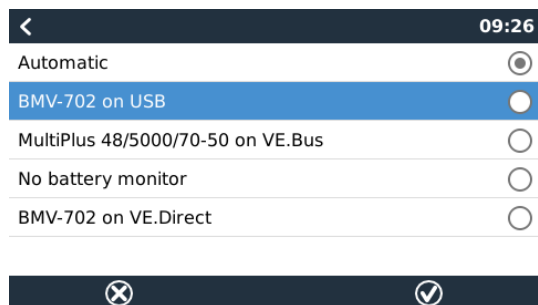 09:26
Automatic
BMV-702 on USB
MultiPlus 48/5000/70-50 on VE.Bus
No battery monitor
BMV-702 on VE.Direct